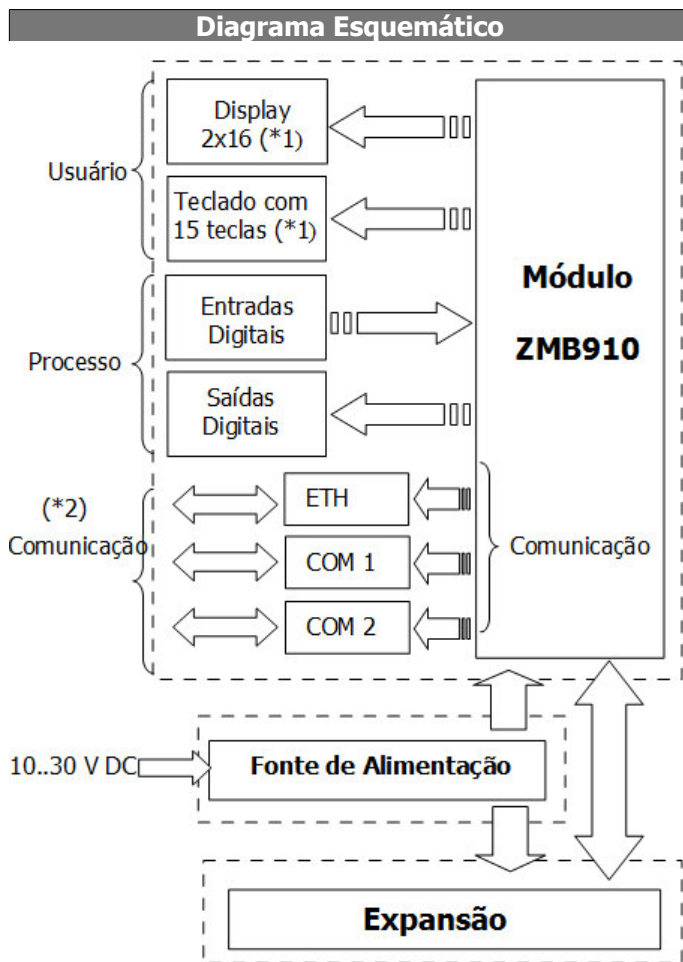 Diagrama Esquemático
Display
2x16 (*1)
Usuário
Teclado com
15 teclas (*1)
Módulo
ZMB910
Entradas
Digitais
Processo
Saídas
Digitais
(*2)
Comunicação
ETH
COM 1
Comunicação
COM 2
10..30 V DC
Fonte de Alimentação
Expansão